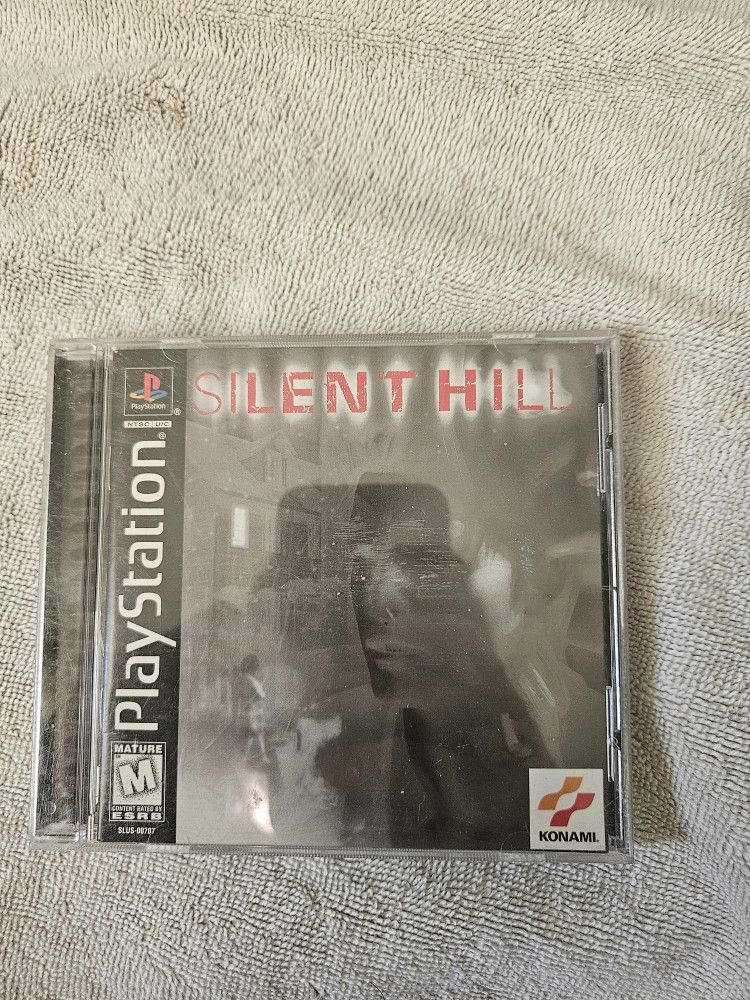 SILENT HILL
PlayStation
®
NTSC U/C
PlayStation®
MATURE
M
CONTENT RATED BY
ESRB
SLUS-00707
KONAMI.